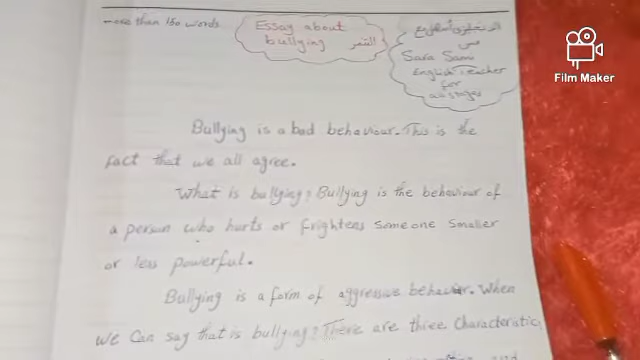 more than 150 words
Essay about
bullying التنمر
مس
Sara Sami
English teacher
for
all stages
Film Maker
Bullying is a bad behaviour. This is the
fact that we all agree.
What is bullying? Bullying is the behaviour of
a person who hurts or frightens someone smaller
or less powerful.
Bullying is a form of aggressive behavior. When
we can say that is bullying? There are three characteristic
and